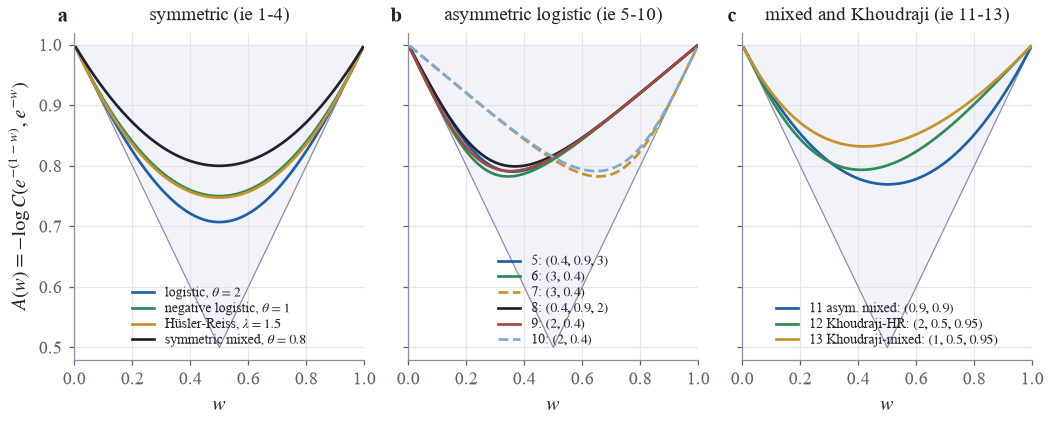 a symmetric (ie 1-4)
b asymmetric logistic (ie 5-10)
c mixed and Khoudraji (ie 11-13)
A(w) = −log C(e^{−(1−w)}, e^{−w})
1.0
0.9
0.8
0.7
0.6
0.5
logistic, θ = 2
negative logistic, θ = 1
Hüsler-Reiss, λ = 1.5
symmetric mixed, θ = 0.8
0.0 0.2 0.4 0.6 0.8 1.0
w
5: (0.4, 0.9, 3)
6: (3, 0.4)
7: (3, 0.4)
8: (0.4, 0.9, 2)
9: (2, 0.4)
10: (2, 0.4)
0.0 0.2 0.4 0.6 0.8 1.0
w
11 asym. mixed: (0.9, 0.9)
12 Khoudraji-HR: (2, 0.5, 0.95)
13 Khoudraji-mixed: (1, 0.5, 0.95)
0.0 0.2 0.4 0.6 0.8 1.0
w